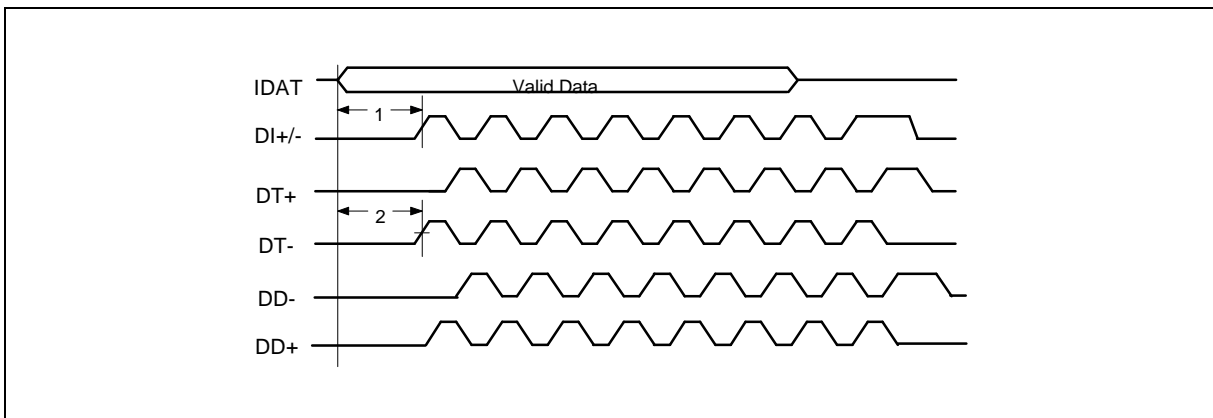 IDAT
Valid Data
1
DI+/-
DT+
2
DT-
DD-
DD+